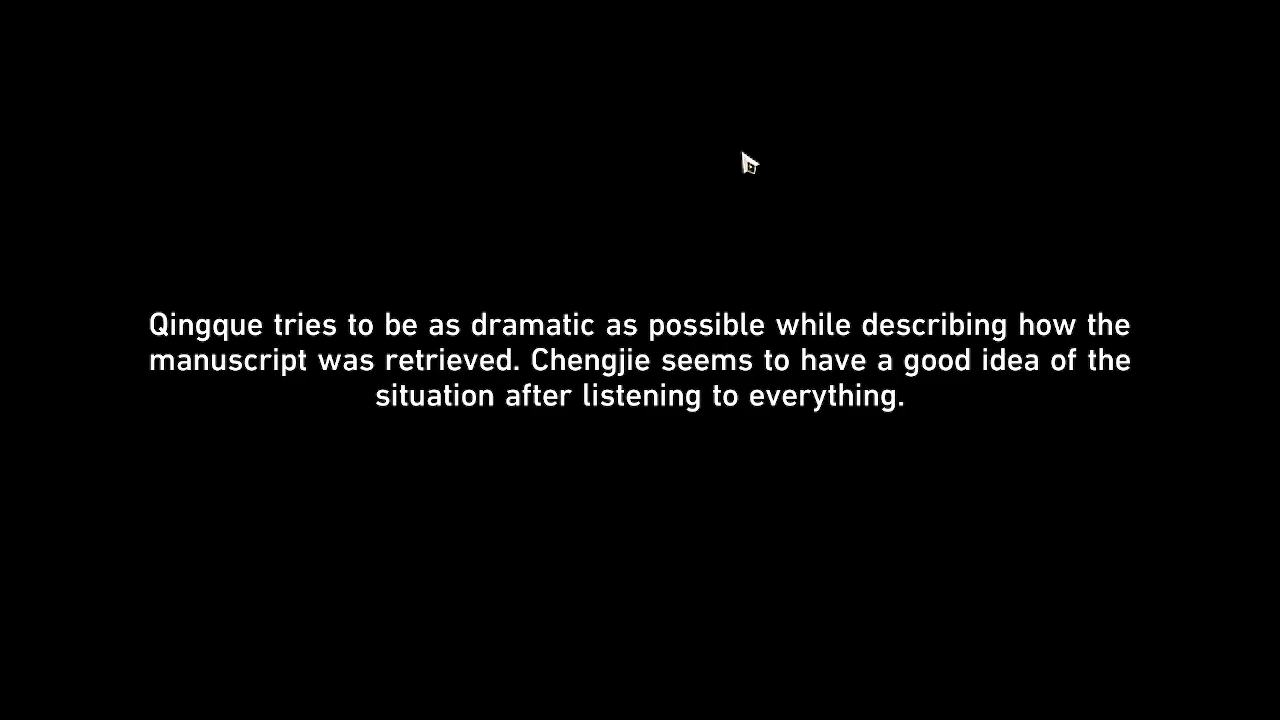 Qingque tries to be as dramatic as possible while describing how the
manuscript was retrieved. Chengjie seems to have a good idea of the
situation after listening to everything.